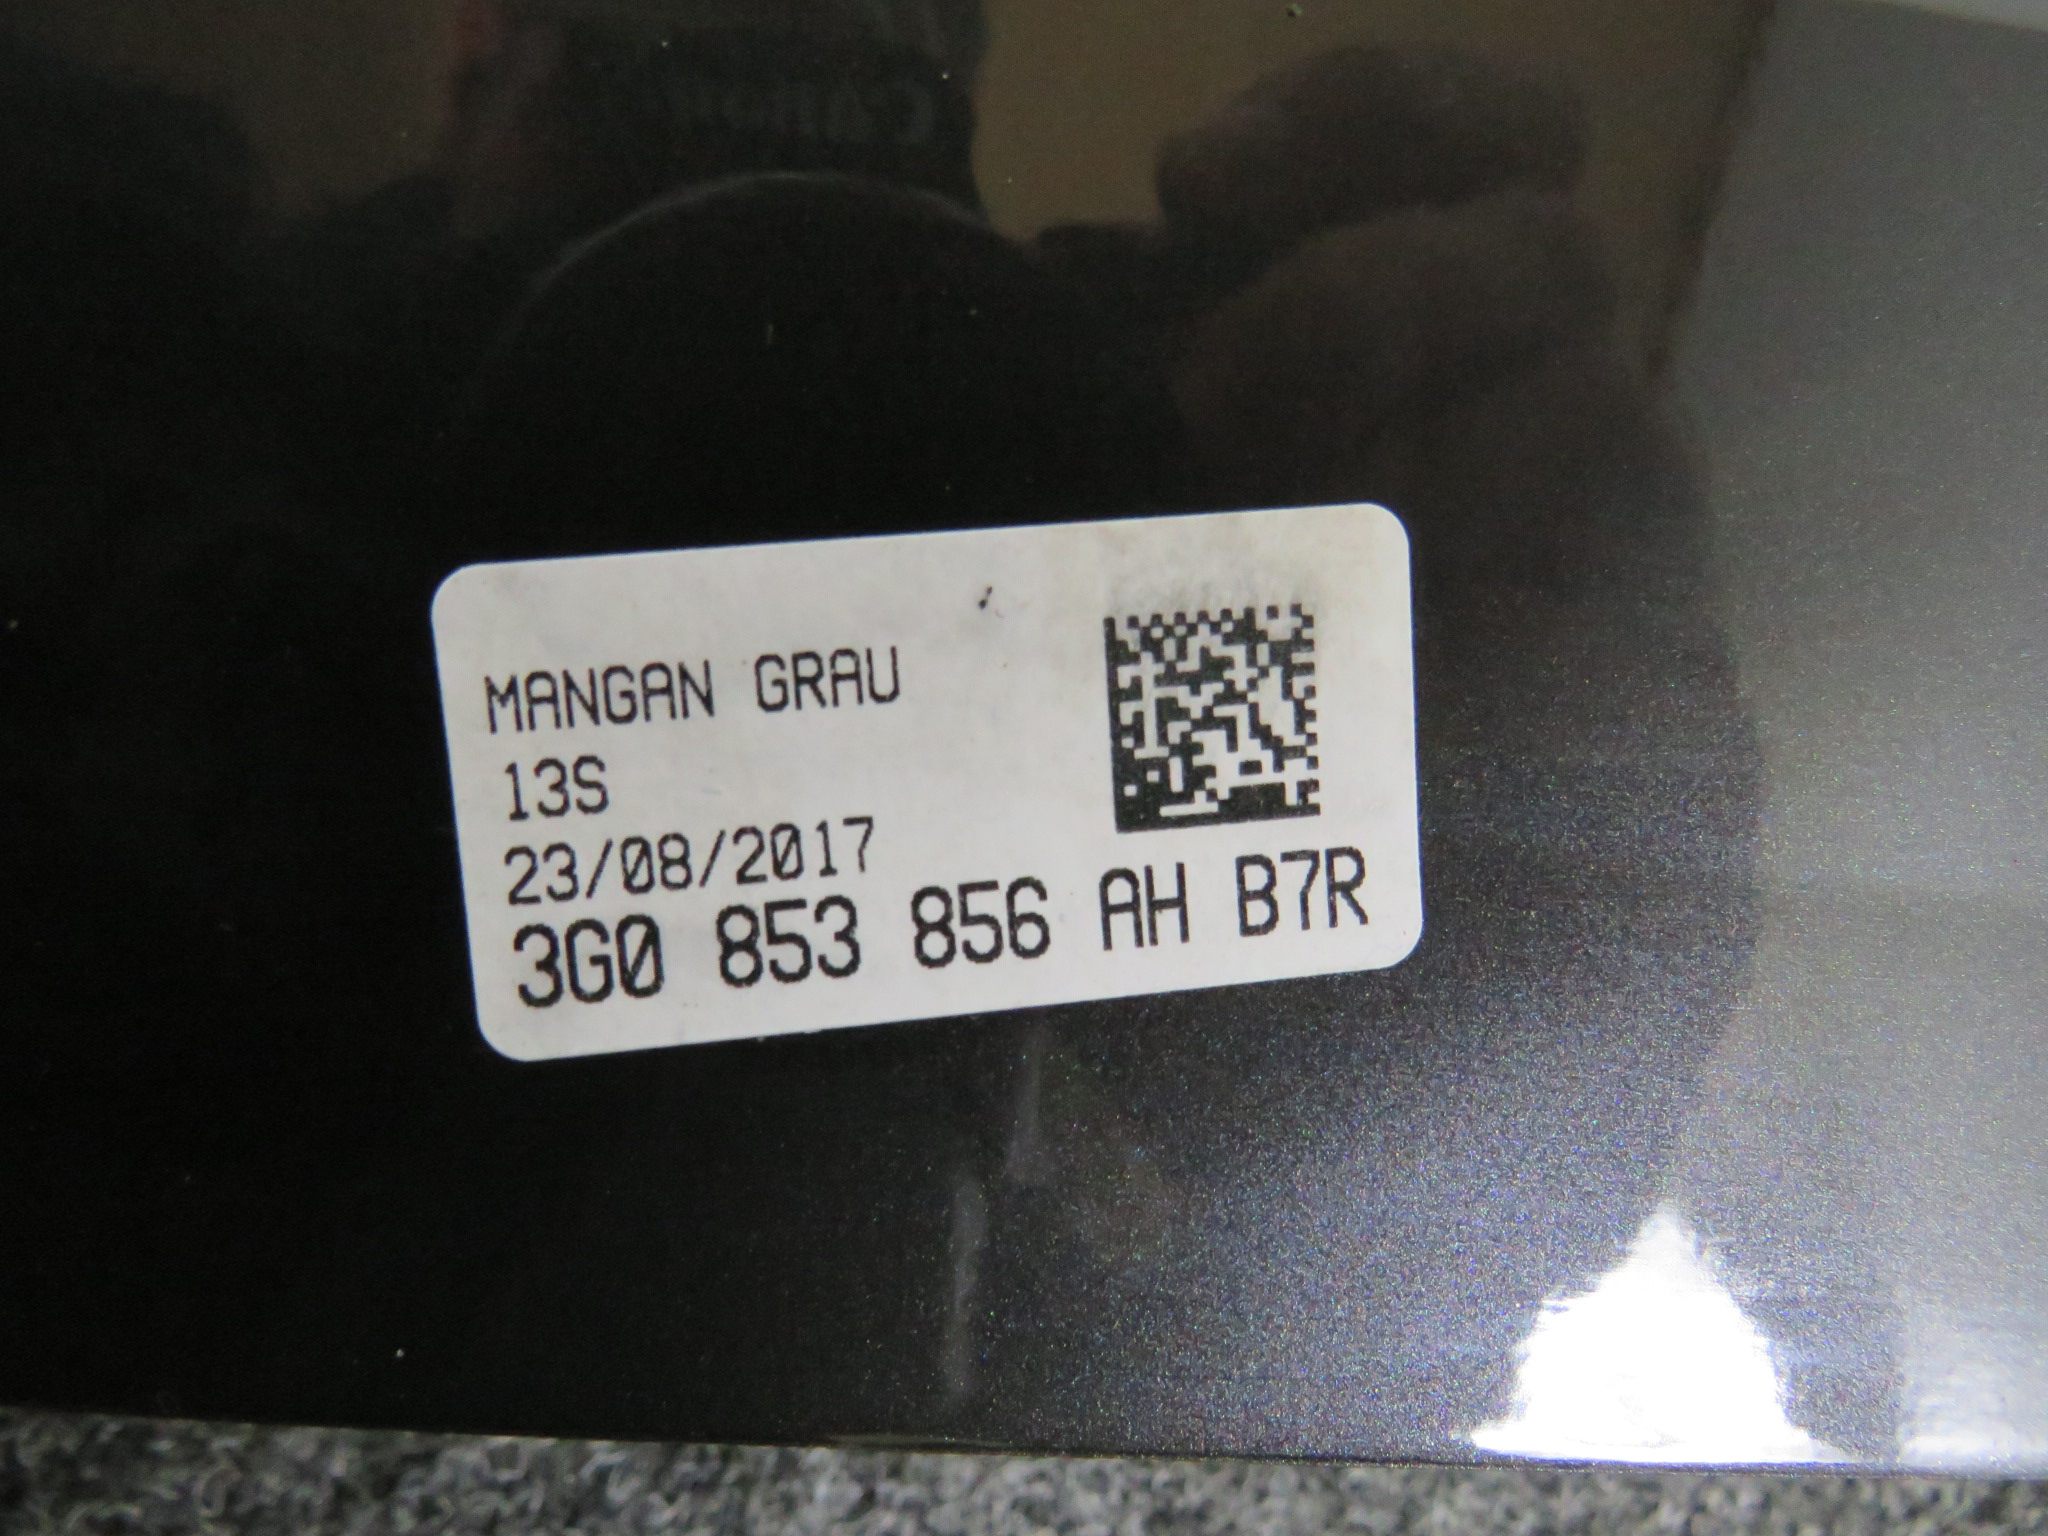 MANGAN GRAU
13S
23/08/2017
3G0 853 856 AH B7R